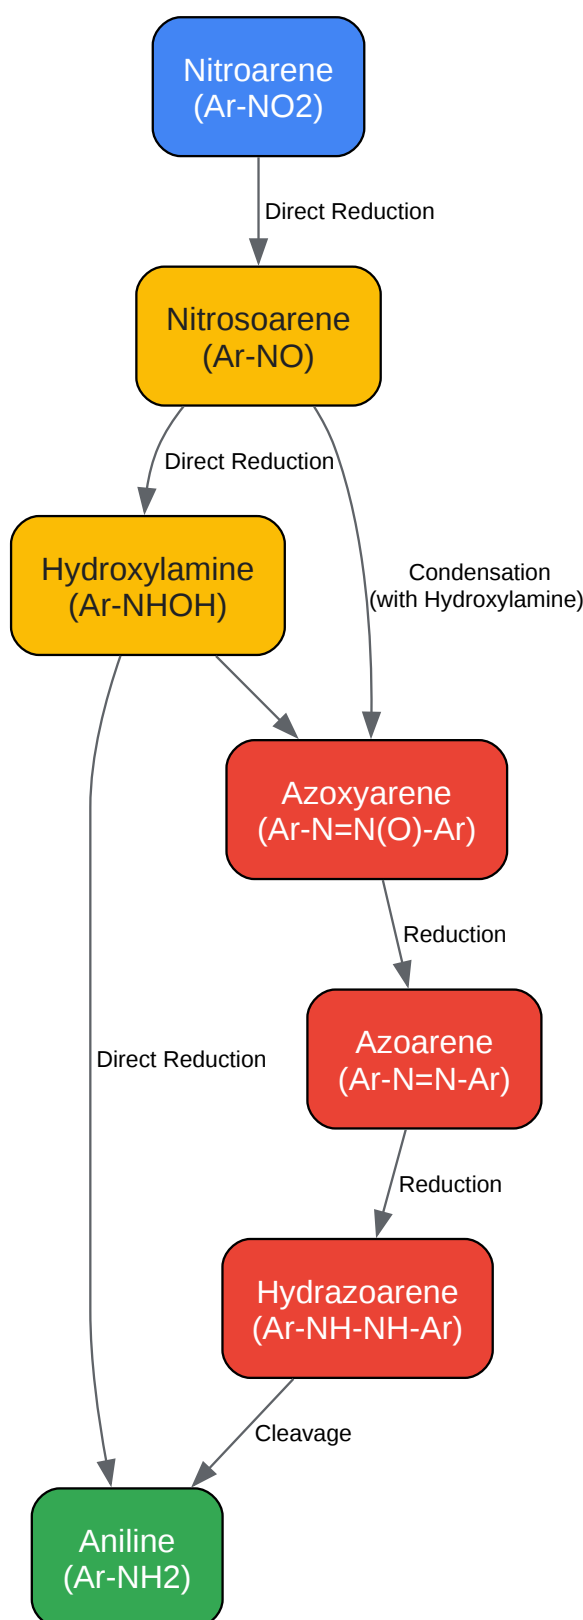 Nitroarene
(Ar-NO2)
Direct Reduction
Nitrosoarene
(Ar-NO)
Direct Reduction
Hydroxylamine
(Ar-NHOH)
Condensation
(with Hydroxylamine)
Azoxyarene
(Ar-N=N(O)-Ar)
Reduction
Azoarene
(Ar-N=N-Ar)
Direct Reduction
Reduction
Hydrazoarene
(Ar-NH-NH-Ar)
Cleavage
Aniline
(Ar-NH2)